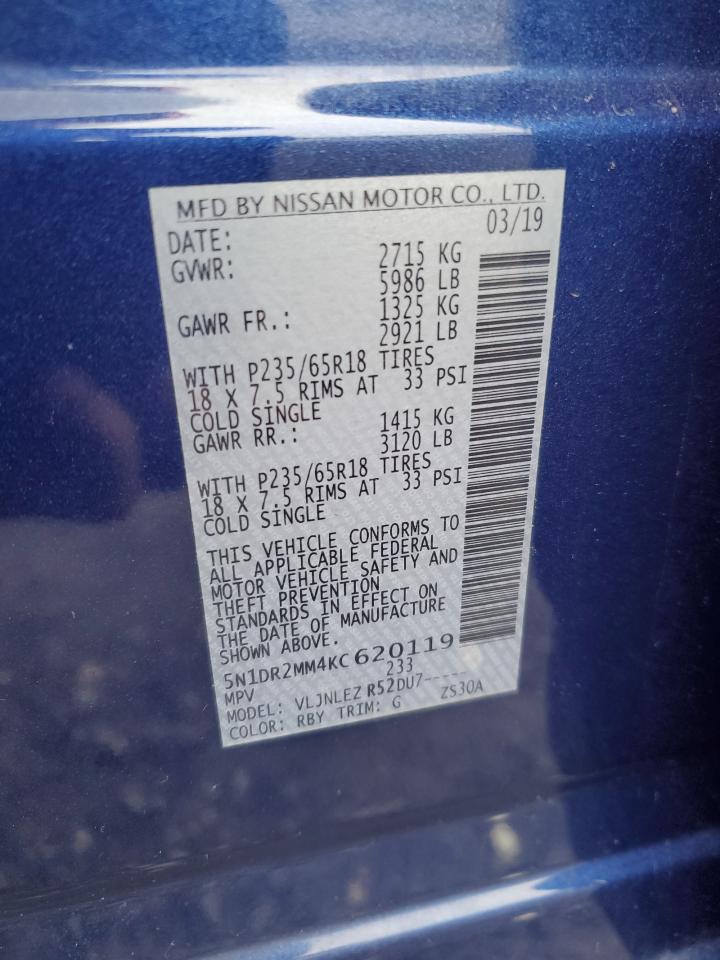 MFD BY NISSAN MOTOR CO., LTD.
DATE: 03/19
GVWR: 2715 KG
5986 LB
GAWR FR.: 1325 KG
2921 LB
WITH P235/65R18 TIRES
18 X 7.5 RIMS AT 33 PSI
COLD SINGLE
GAWR RR.: 1415 KG
3120 LB
WITH P235/65R18 TIRES
18 X 7.5 RIMS AT 33 PSI
COLD SINGLE
THIS VEHICLE CONFORMS TO
ALL APPLICABLE FEDERAL
MOTOR VEHICLE SAFETY AND
THEFT PREVENTION
STANDARDS IN EFFECT ON
THE DATE OF MANUFACTURE
SHOWN ABOVE.
5N1DR2MM4KC620119
MPV 233
MODEL: VLJNLEZ R52DU7-----
COLOR: RBY TRIM: G ZS30A